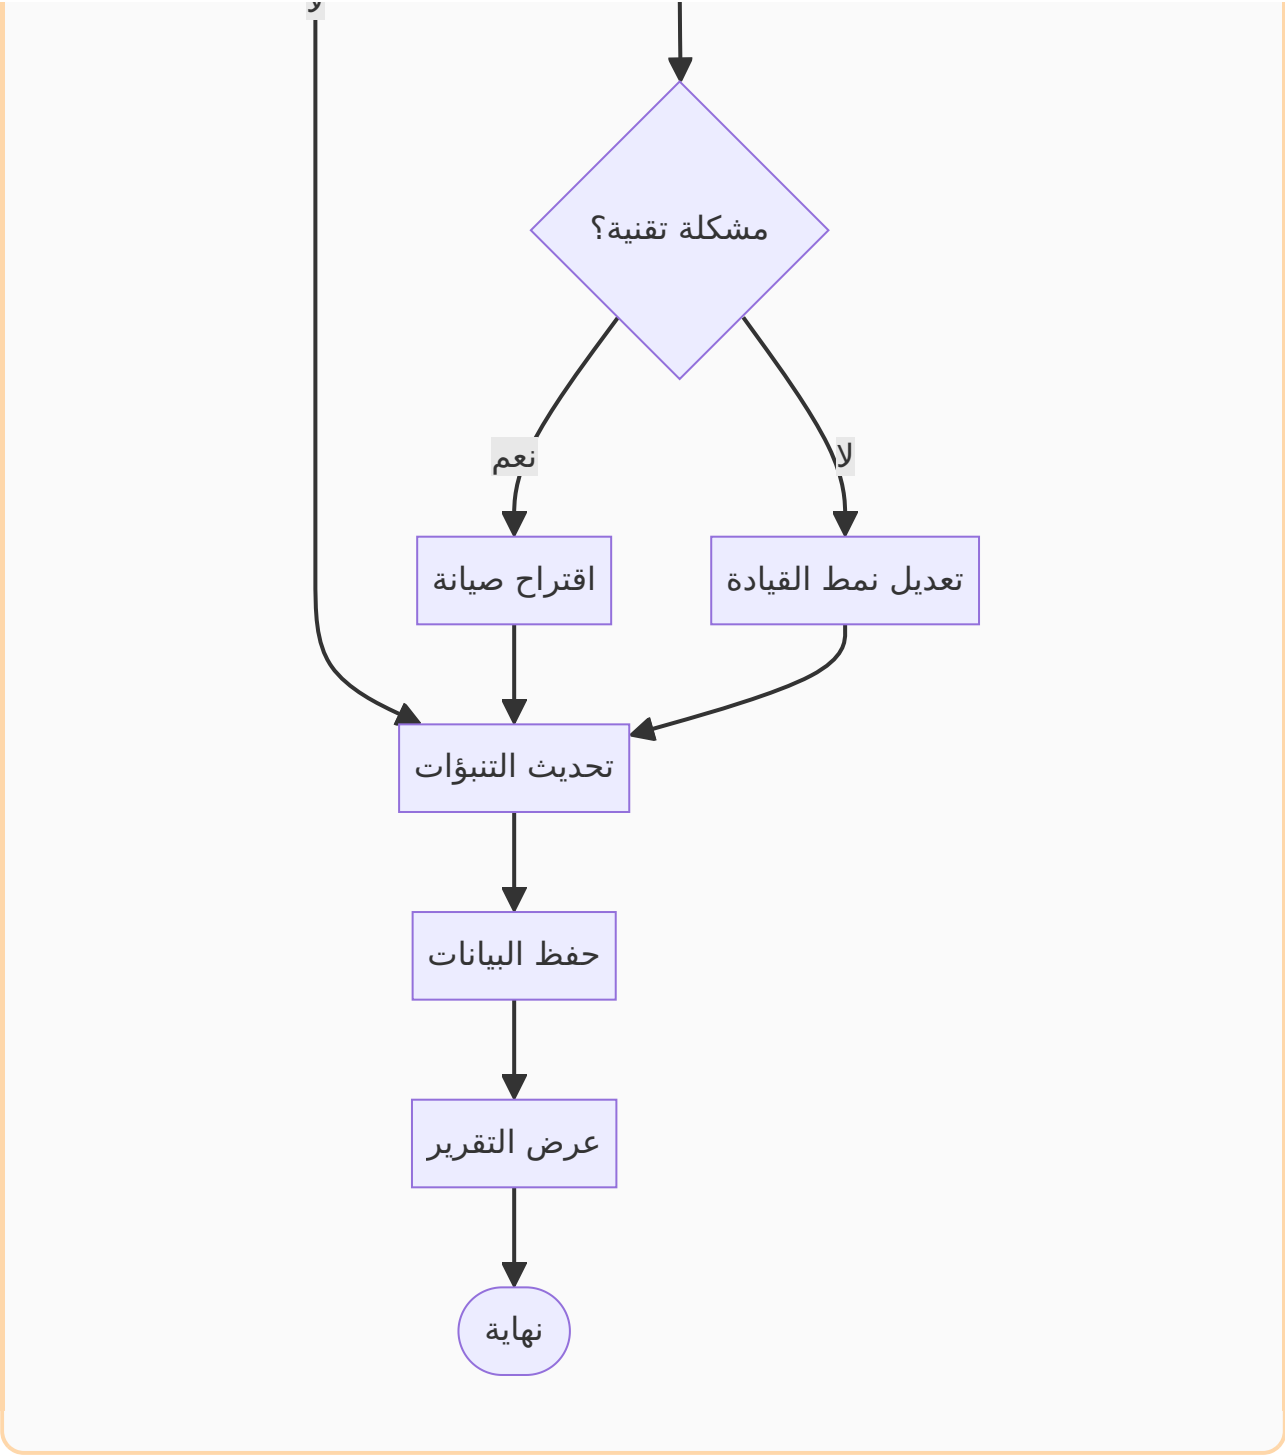 مشكلة تقنية؟
نعم
لا
اقتراح صيانة
تعديل نمط القيادة
تحديث التنبؤات
حفظ البيانات
عرض التقرير
نهاية